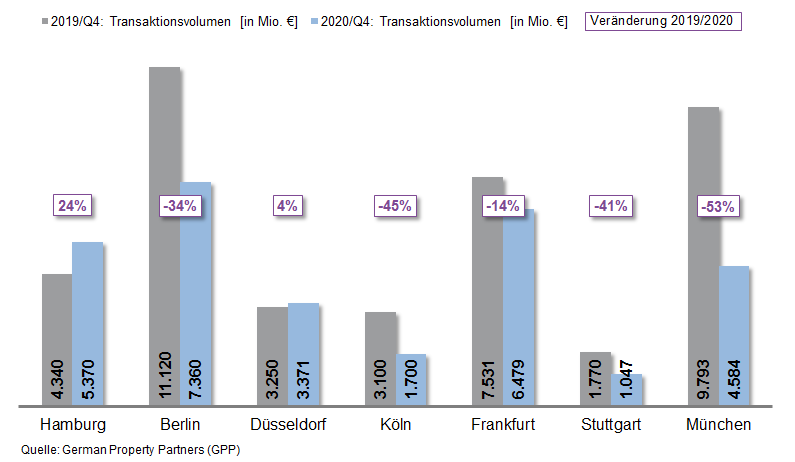 2019/Q4: Transaktionsvolumen [in Mio. €] 2020/Q4: Transaktionsvolumen [in Mio. €] Veränderung 2019/2020
24% -34% 4% -45% -14% -41% -53%
4.340 5.370 11.120 7.360 3.250 3.371 3.100 1.700 7.531 6.479 1.770 1.047 9.793 4.584
Hamburg Berlin Düsseldorf Köln Frankfurt Stuttgart München
Quelle: German Property Partners (GPP)